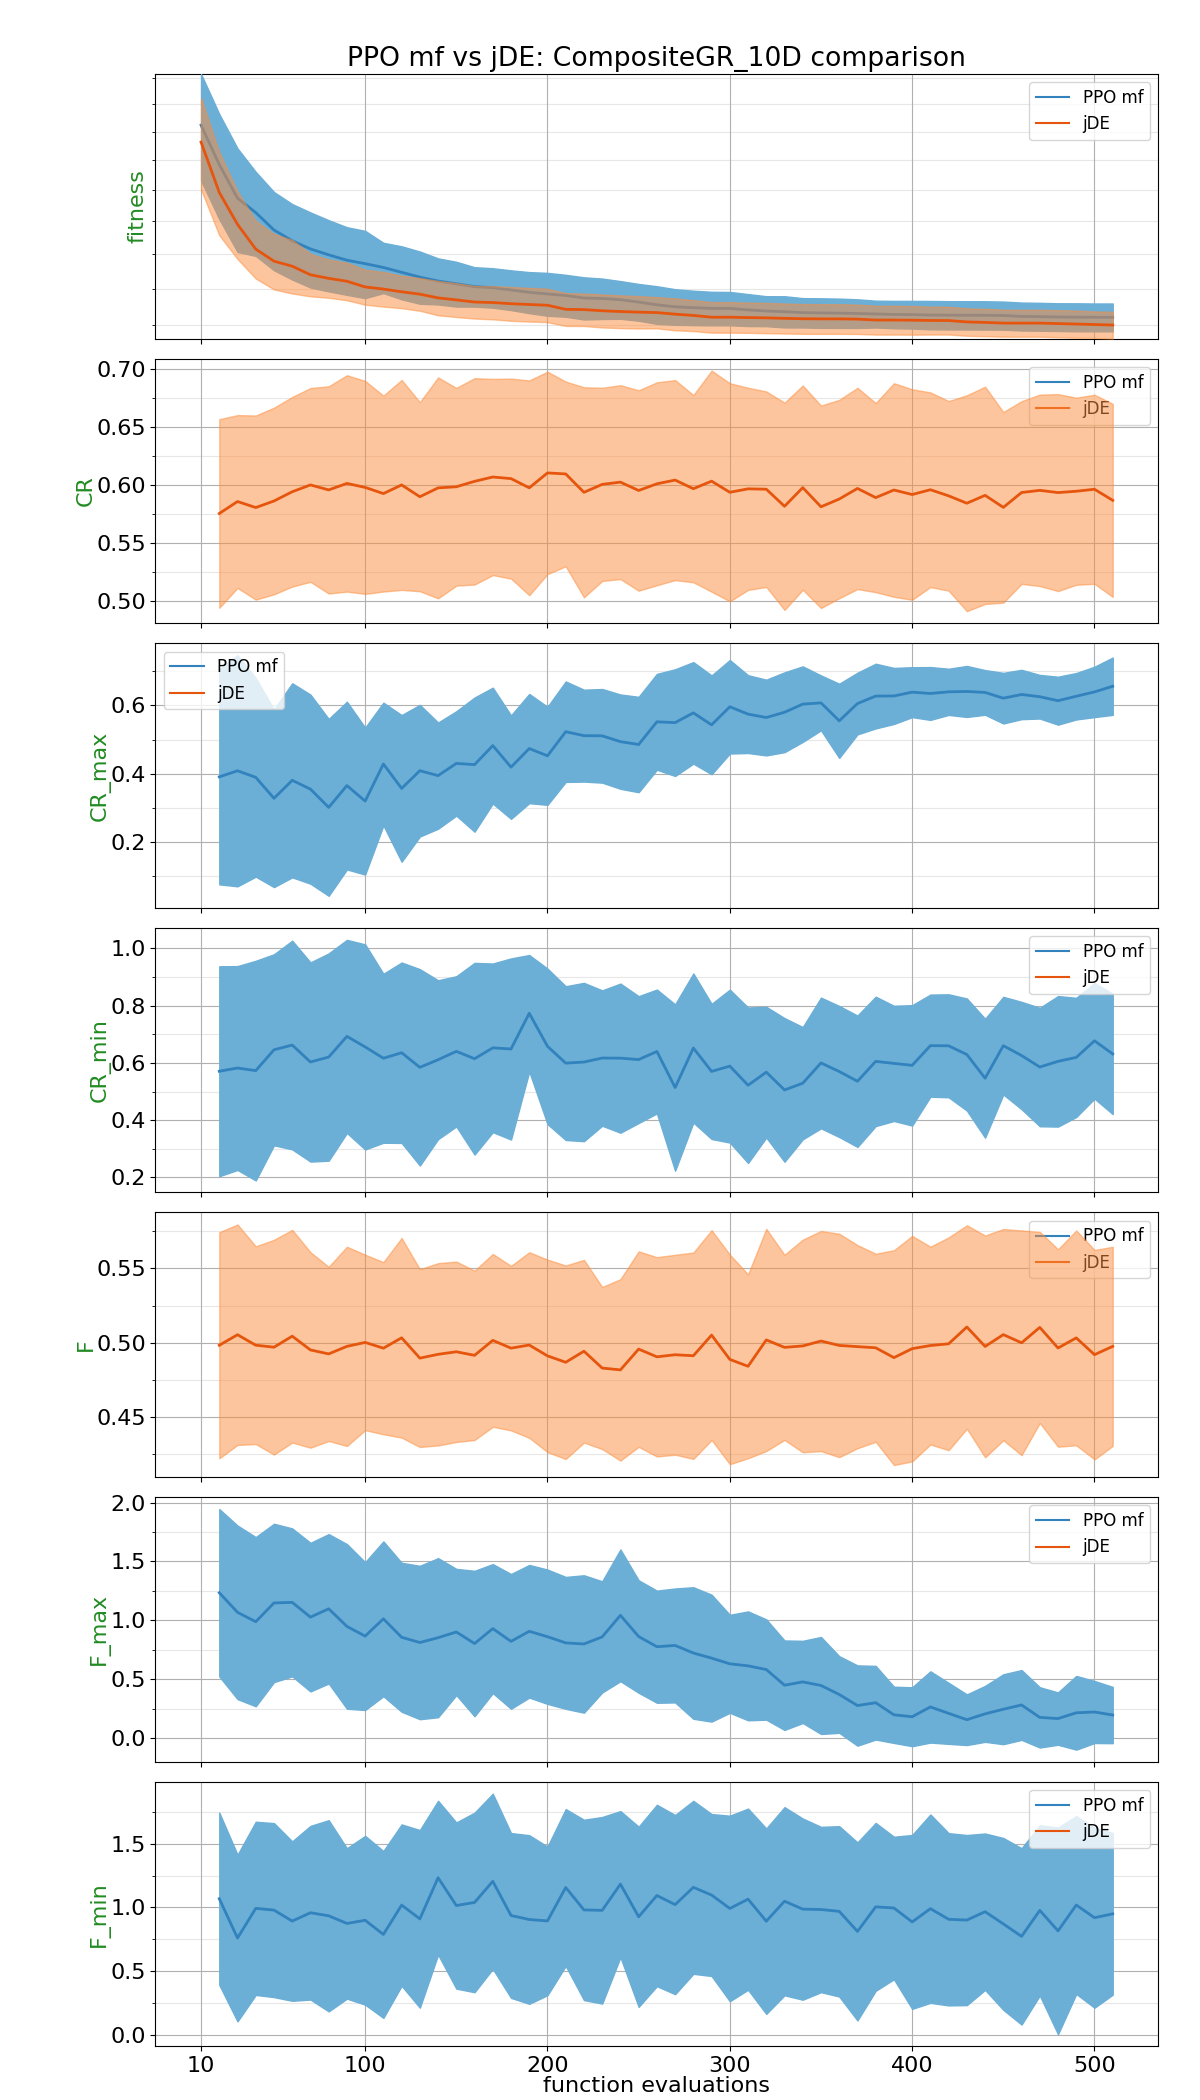 PPO mf vs jDE: CompositeGR_10D comparison
fitness
PPO mf
jDE
CR
0.70
0.65
0.60
0.55
0.50
PPO mf
jDE
CR_max
0.6
0.4
0.2
PPO mf
jDE
CR_min
1.0
0.8
0.6
0.4
0.2
PPO mf
jDE
F
0.55
0.50
0.45
PPO mf
jDE
F_max
2.0
1.5
1.0
0.5
0.0
PPO mf
jDE
F_min
1.5
1.0
0.5
0.0
PPO mf
jDE
10 100 200 300 400 500
function evaluations